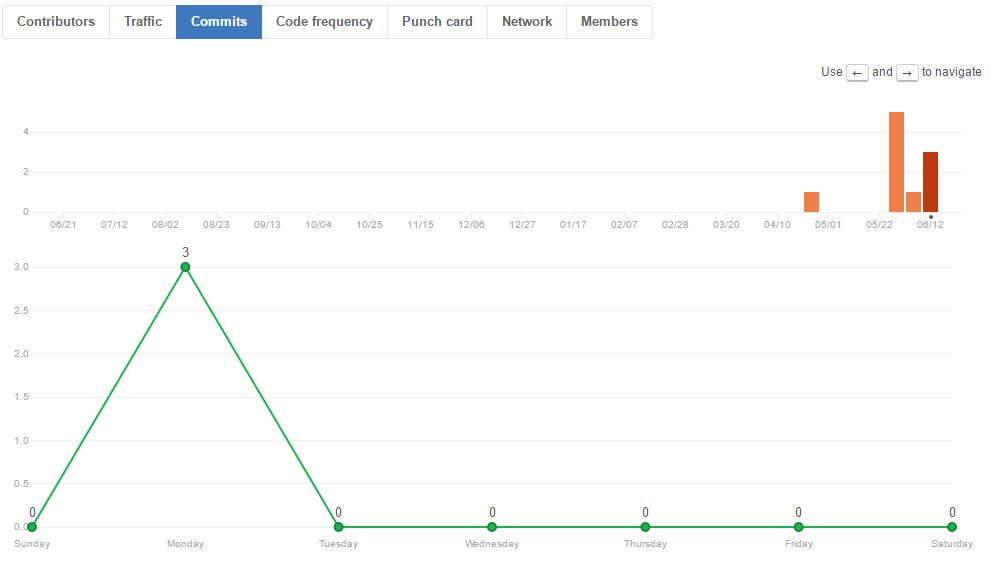 Contributors Traffic Commits Code frequency Punch card Network Members
Use ← and → to navigate
4
2
0
06/21 07/12 08/02 08/23 09/13 10/04 10/25 11/15 12/06 12/27 01/17 02/07 02/28 03/20 04/10 05/01 05/22 06/12
3
3.0
2.5
2.0
1.5
1.0
0.5
0 0 0 0 0 0
0.0
Sunday Monday Tuesday Wednesday Thursday Friday Saturday